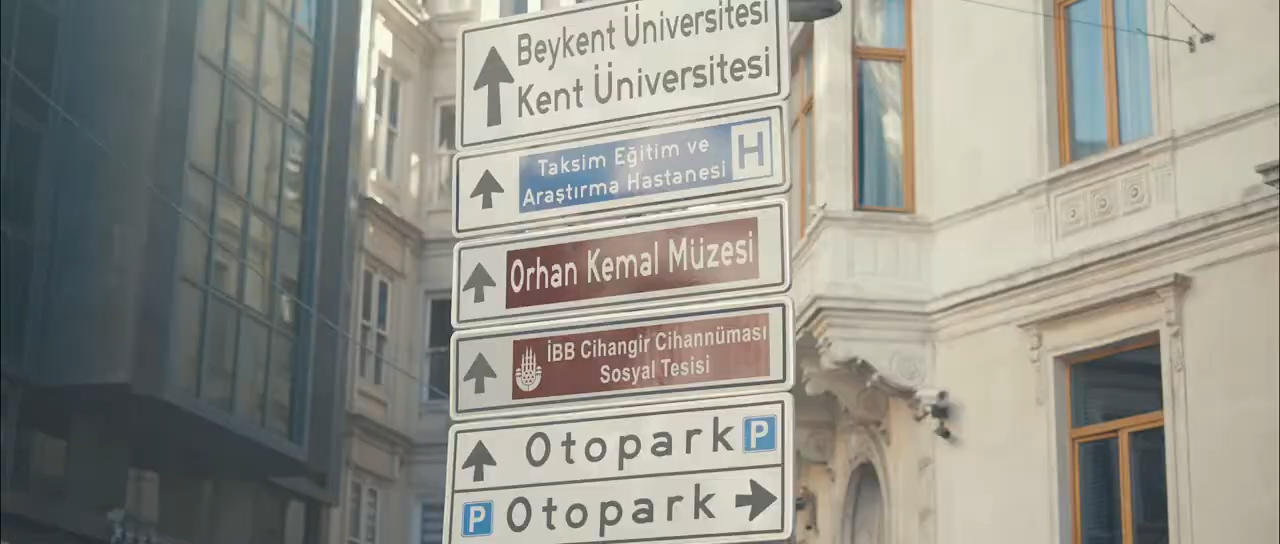 Beykent Üniversitesi
Kent Üniversitesi
Taksim Eğitim ve
Araştırma Hastanesi
H
Orhan Kemal Müzesi
İBB Cihangir Cihannüması
Sosyal Tesisi
Otopark P
P Otopark